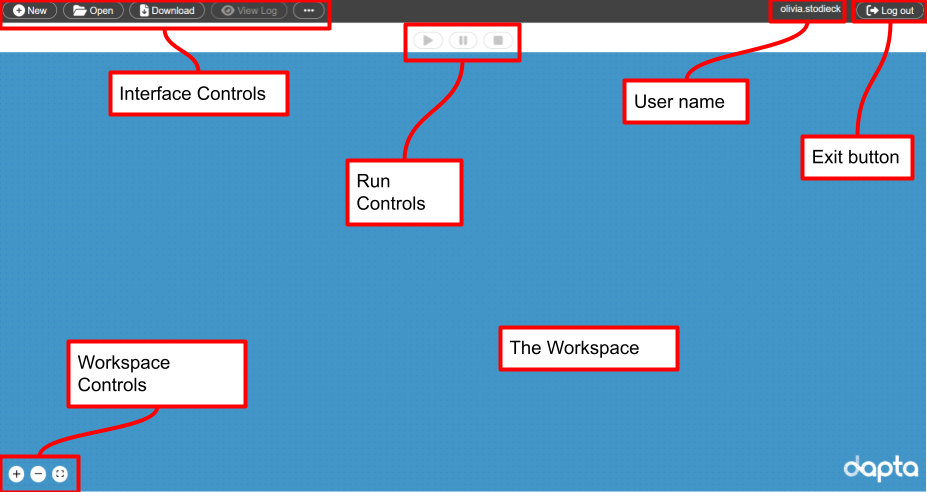 New Open Download View Log ••• olivia.stodieck Log out
Interface Controls
User name
Exit button
Run
Controls
The Workspace
Workspace
Controls
dapta